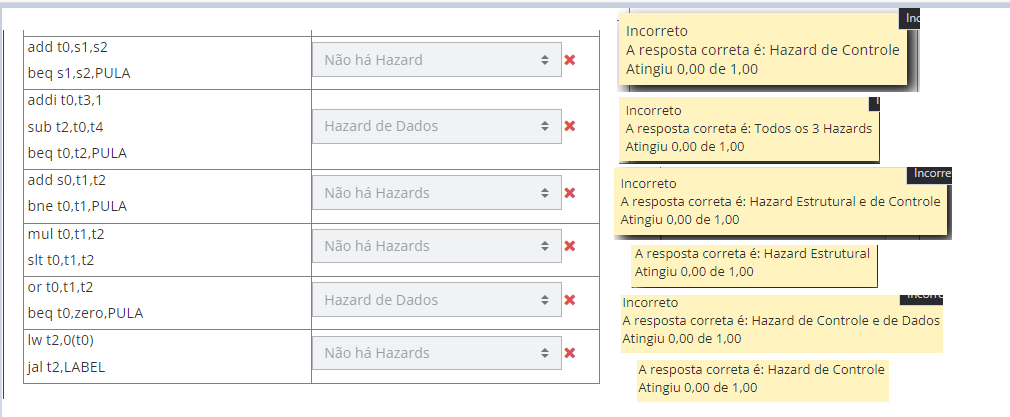 add t0,s1,s2
beq s1,s2,PULA
Não há Hazard
Incorreto
A resposta correta é: Hazard de Controle
Atingiu 0,00 de 1,00
addi t0,t3,1
sub t2,t0,t4
beq t0,t2,PULA
Hazard de Dados
Incorreto
A resposta correta é: Todos os 3 Hazards
Atingiu 0,00 de 1,00
add s0,t1,t2
bne t0,t1,PULA
Não há Hazards
Incorreto
A resposta correta é: Hazard Estrutural e de Controle
Atingiu 0,00 de 1,00
mul t0,t1,t2
slt t0,t1,t2
Não há Hazards
A resposta correta é: Hazard Estrutural
Atingiu 0,00 de 1,00
or t0,t1,t2
beq t0,zero,PULA
Hazard de Dados
Incorreto
A resposta correta é: Hazard de Controle e de Dados
Atingiu 0,00 de 1,00
lw t2,0(t0)
jal t2,LABEL
Não há Hazards
A resposta correta é: Hazard de Controle
Atingiu 0,00 de 1,00